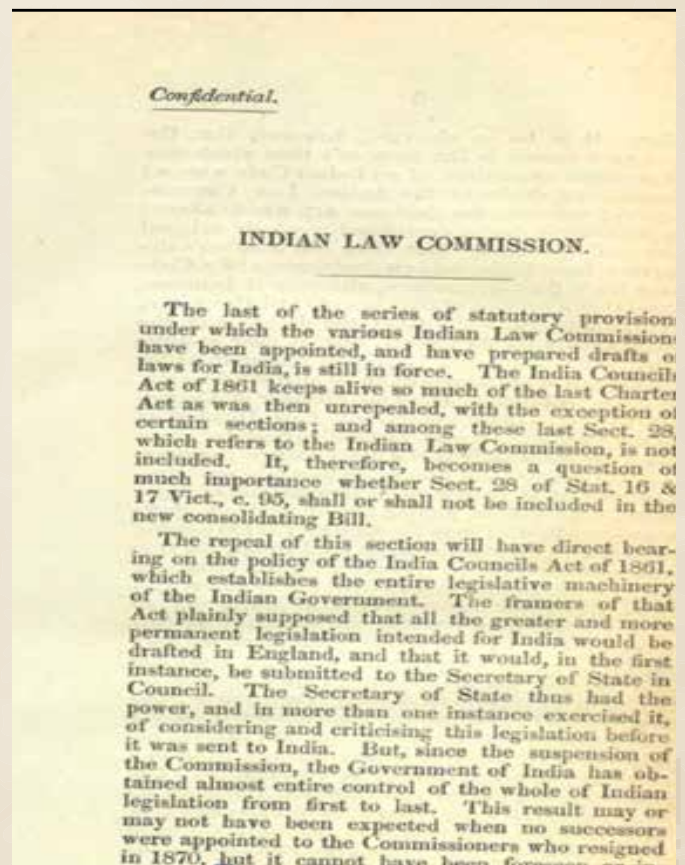 Confidential.
INDIAN LAW COMMISSION.
The last of the series of statutory provision
under which the various Indian Law Commission
have been appointed, and have prepared drafts o
laws for India, is still in force. The India Council
Act of 1861 keeps alive so much of the last Charte
Act as was then unrepealed, with the exception of
certain sections; and among these last Sect. 28,
which refers to the Indian Law Commission, is not
included. It, therefore, becomes a question of
much importance whether Sect. 28 of Stat. 16 &
17 Vict., c. 95, shall or shall not be included in the
new consolidating Bill.
The repeal of this section will have direct bear-
ing on the policy of the India Councils Act of 1861,
which establishes the entire legislative machinery
of the Indian Government. The framers of that
Act plainly supposed that all the greater and more
permanent legislation intended for India would be
drafted in England, and that it would, in the first
instance, be submitted to the Secretary of State in
Council. The Secretary of State thus had the
power, and in more than one instance exercised it,
of considering and criticising this legislation before
it was sent to India. But, since the suspension of
the Commission, the Government of India has ob-
tained almost entire control of the whole of Indian
legislation from first to last. This result may or
may not have been expected when no successors
were appointed to the Commissioners who resigned
in 1870, but it cannot have been